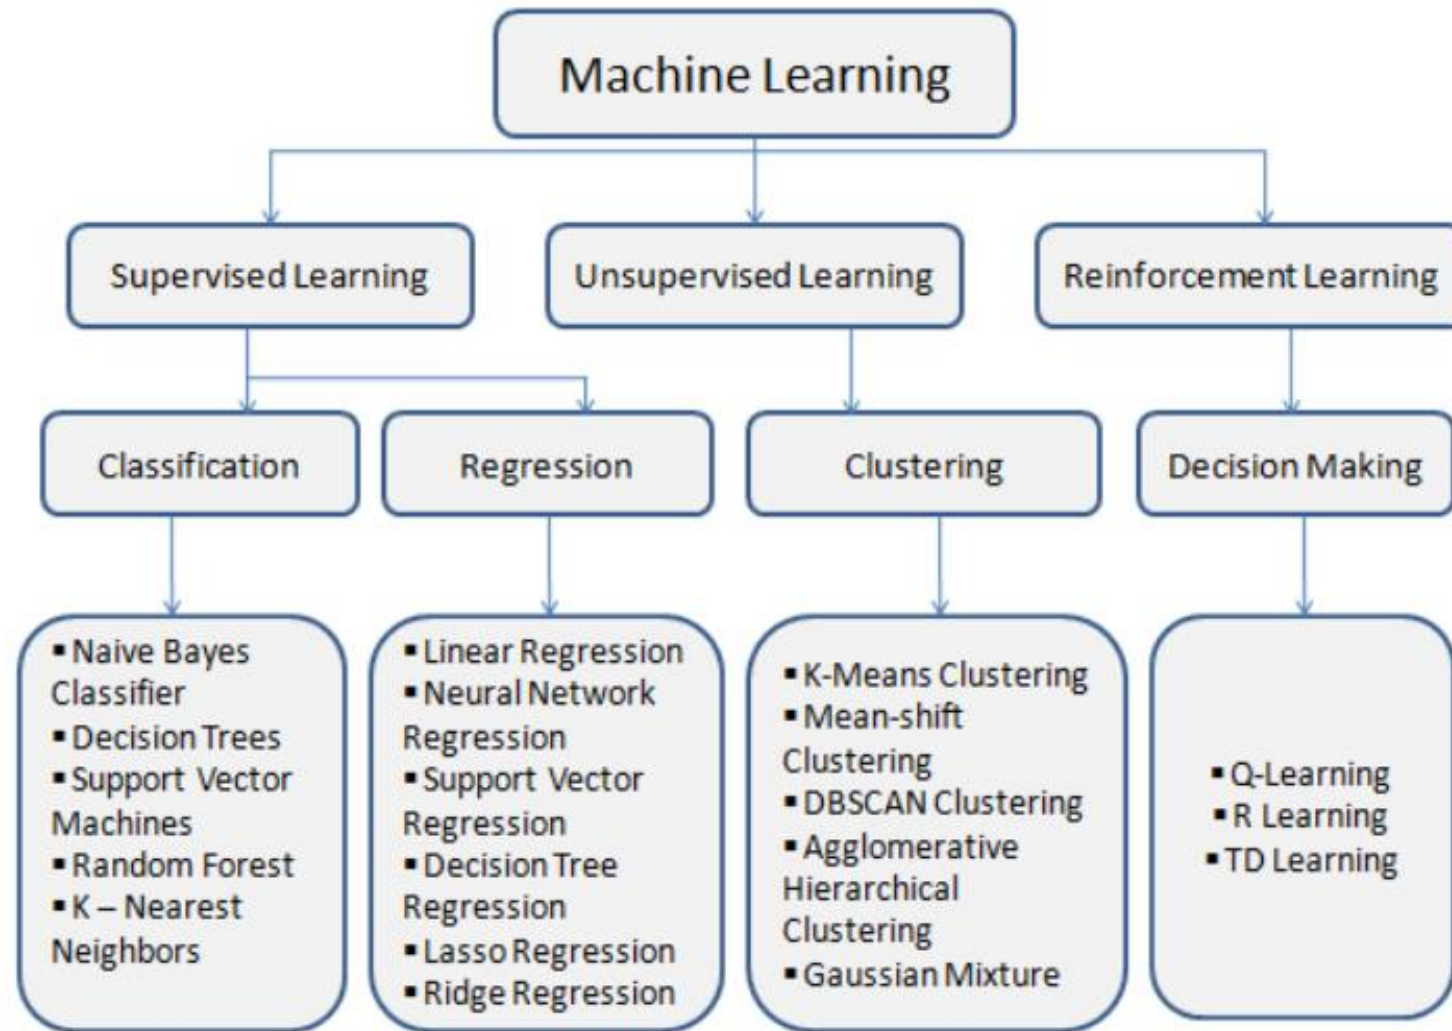 Machine Learning
Supervised Learning
Unsupervised Learning
Reinforcement Learning
Classification
Regression
Clustering
Decision Making
▪ Naive Bayes
Classifier
▪ Decision Trees
▪ Support Vector
Machines
▪ Random Forest
▪ K – Nearest
Neighbors
▪ Linear Regression
▪ Neural Network
Regression
▪ Support Vector
Regression
▪ Decision Tree
Regression
▪ Lasso Regression
▪ Ridge Regression
▪ K-Means Clustering
▪ Mean-shift
Clustering
▪ DBSCAN Clustering
▪ Agglomerative
Hierarchical
Clustering
▪ Gaussian Mixture
▪ Q-Learning
▪ R Learning
▪ TD Learning